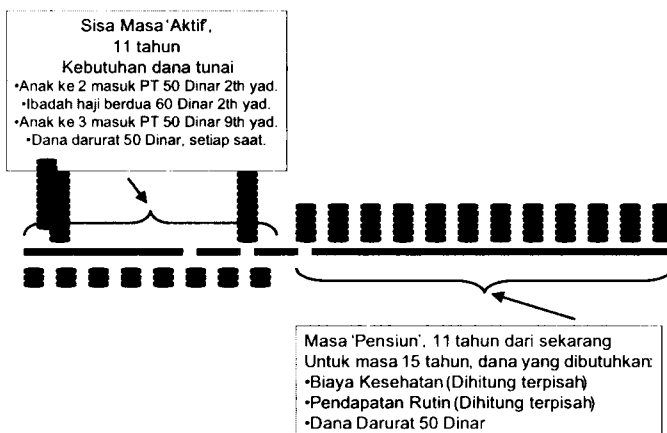 Sisa Masa 'Aktif',
11 tahun
Kebutuhan dana tunai
•Anak ke 2 masuk PT 50 Dinar 2th yad.
•Ibadah haji berdua 60 Dinar 2th yad.
•Anak ke 3 masuk PT 50 Dinar 9th yad.
•Dana darurat 50 Dinar, setiap saat.
Masa 'Pensiun', 11 tahun dari sekarang
Untuk masa 15 tahun, dana yang dibutuhkan:
•Biaya Kesehatan (Dihitung terpisah)
•Pendapatan Rutin (Dihitung terpisah)
•Dana Darurat 50 Dinar